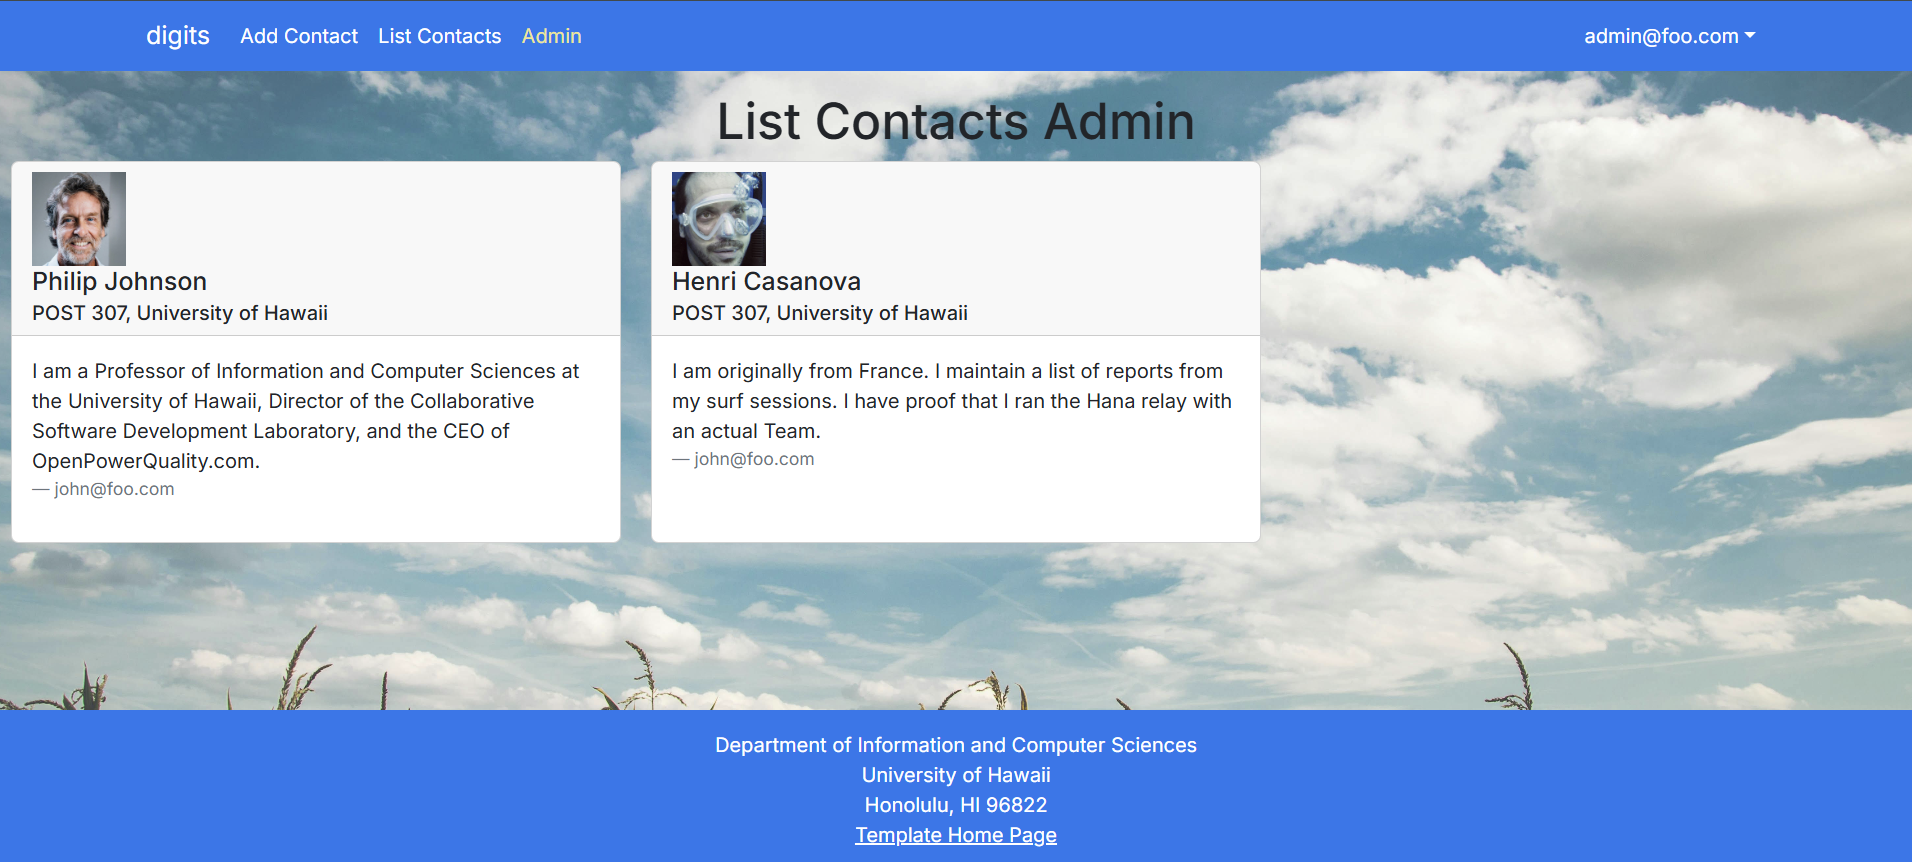 digits Add Contact List Contacts Admin admin@foo.com
List Contacts Admin
Philip Johnson
POST 307, University of Hawaii
I am a Professor of Information and Computer Sciences at
the University of Hawaii, Director of the Collaborative
Software Development Laboratory, and the CEO of
OpenPowerQuality.com.
— john@foo.com
Henri Casanova
POST 307, University of Hawaii
I am originally from France. I maintain a list of reports from
my surf sessions. I have proof that I ran the Hana relay with
an actual Team.
— john@foo.com
Department of Information and Computer Sciences
University of Hawaii
Honolulu, HI 96822
Template Home Page